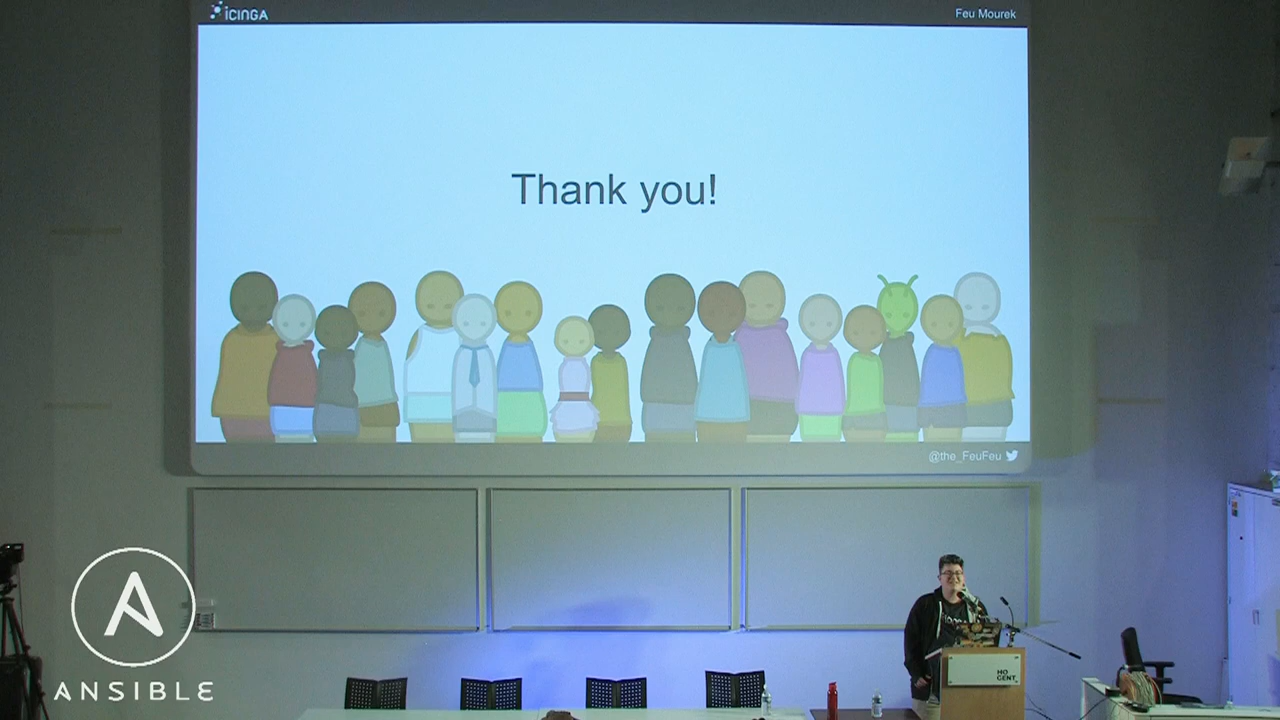 icinga
Feu Mourek
Thank you!
@the_FeuFeu
HO
GENT
ANSIBLE